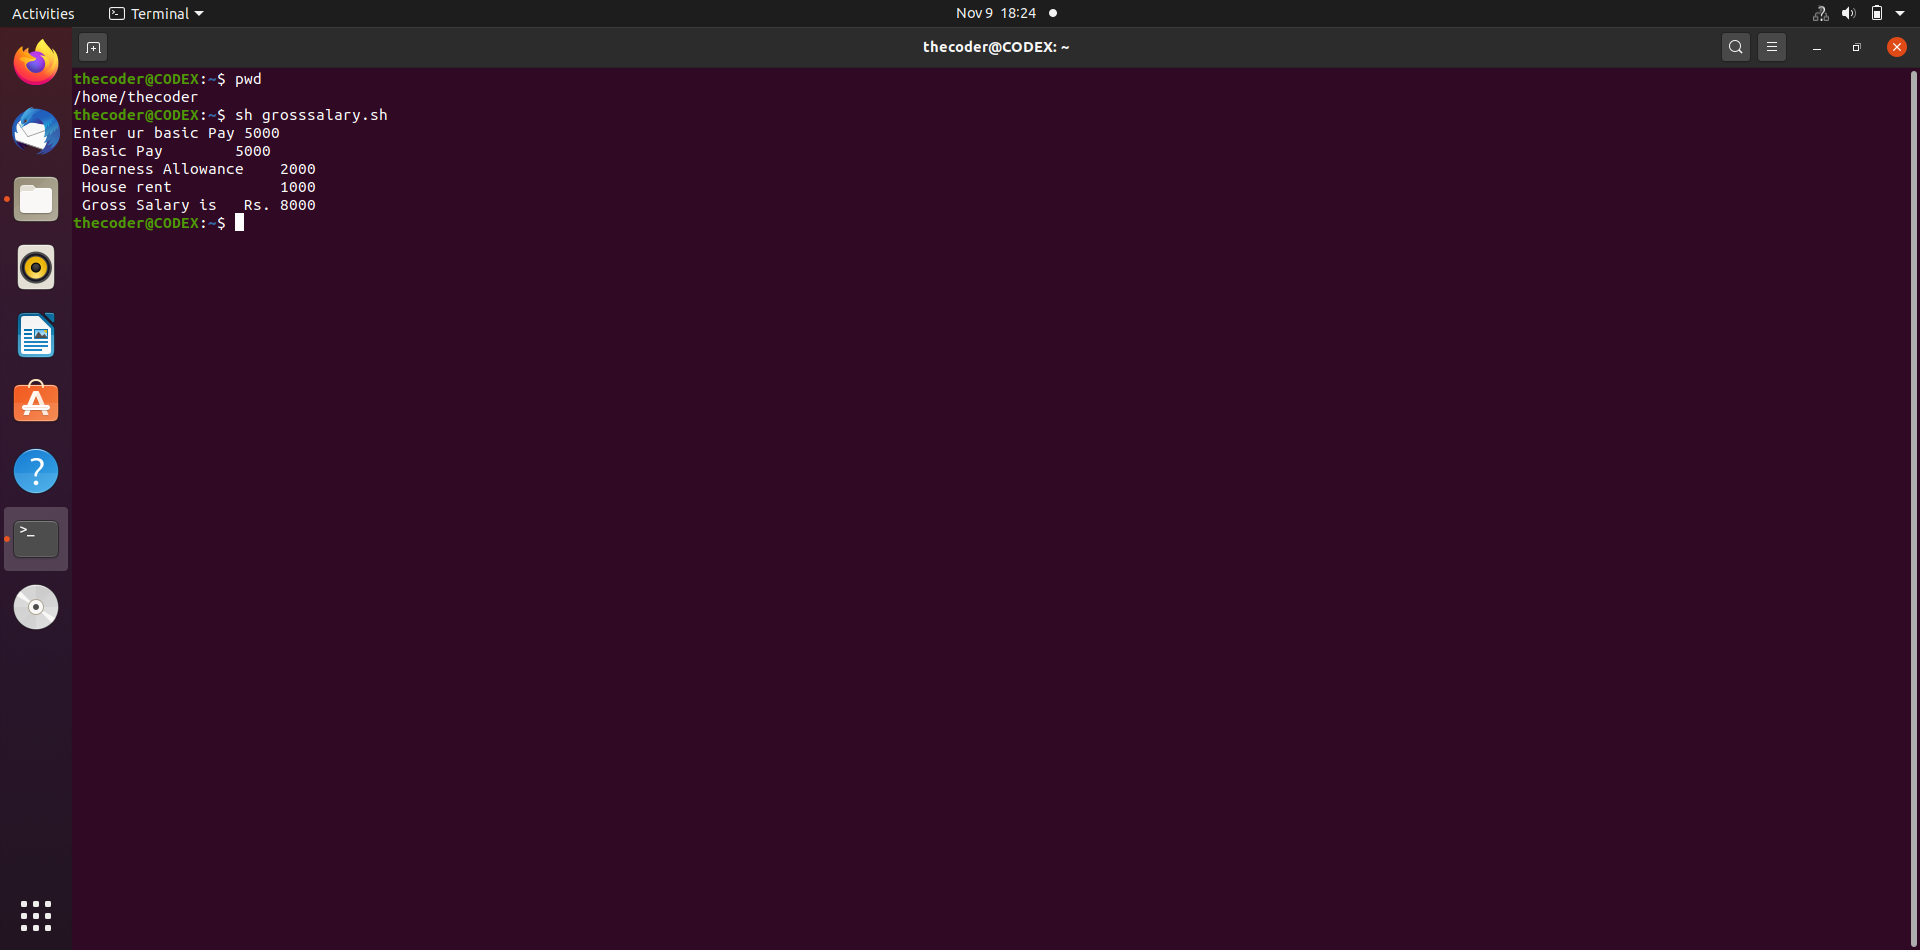 Activities Terminal Nov 9 18:24
thecoder@CODEX: ~
thecoder@CODEX:~$ pwd
/home/thecoder
thecoder@CODEX:~$ sh grosssalary.sh
Enter ur basic Pay 5000
 Basic Pay        5000
 Dearness Allowance    2000
 House rent            1000
 Gross Salary is   Rs. 8000
thecoder@CODEX:~$